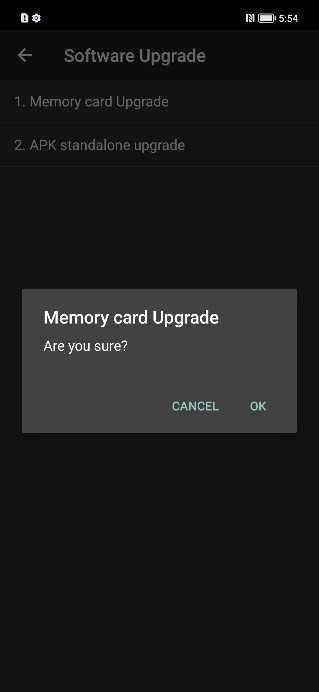 5:54
Software Upgrade
1. Memory card Upgrade
2. APK standalone upgrade
Memory card Upgrade
Are you sure?
CANCEL OK